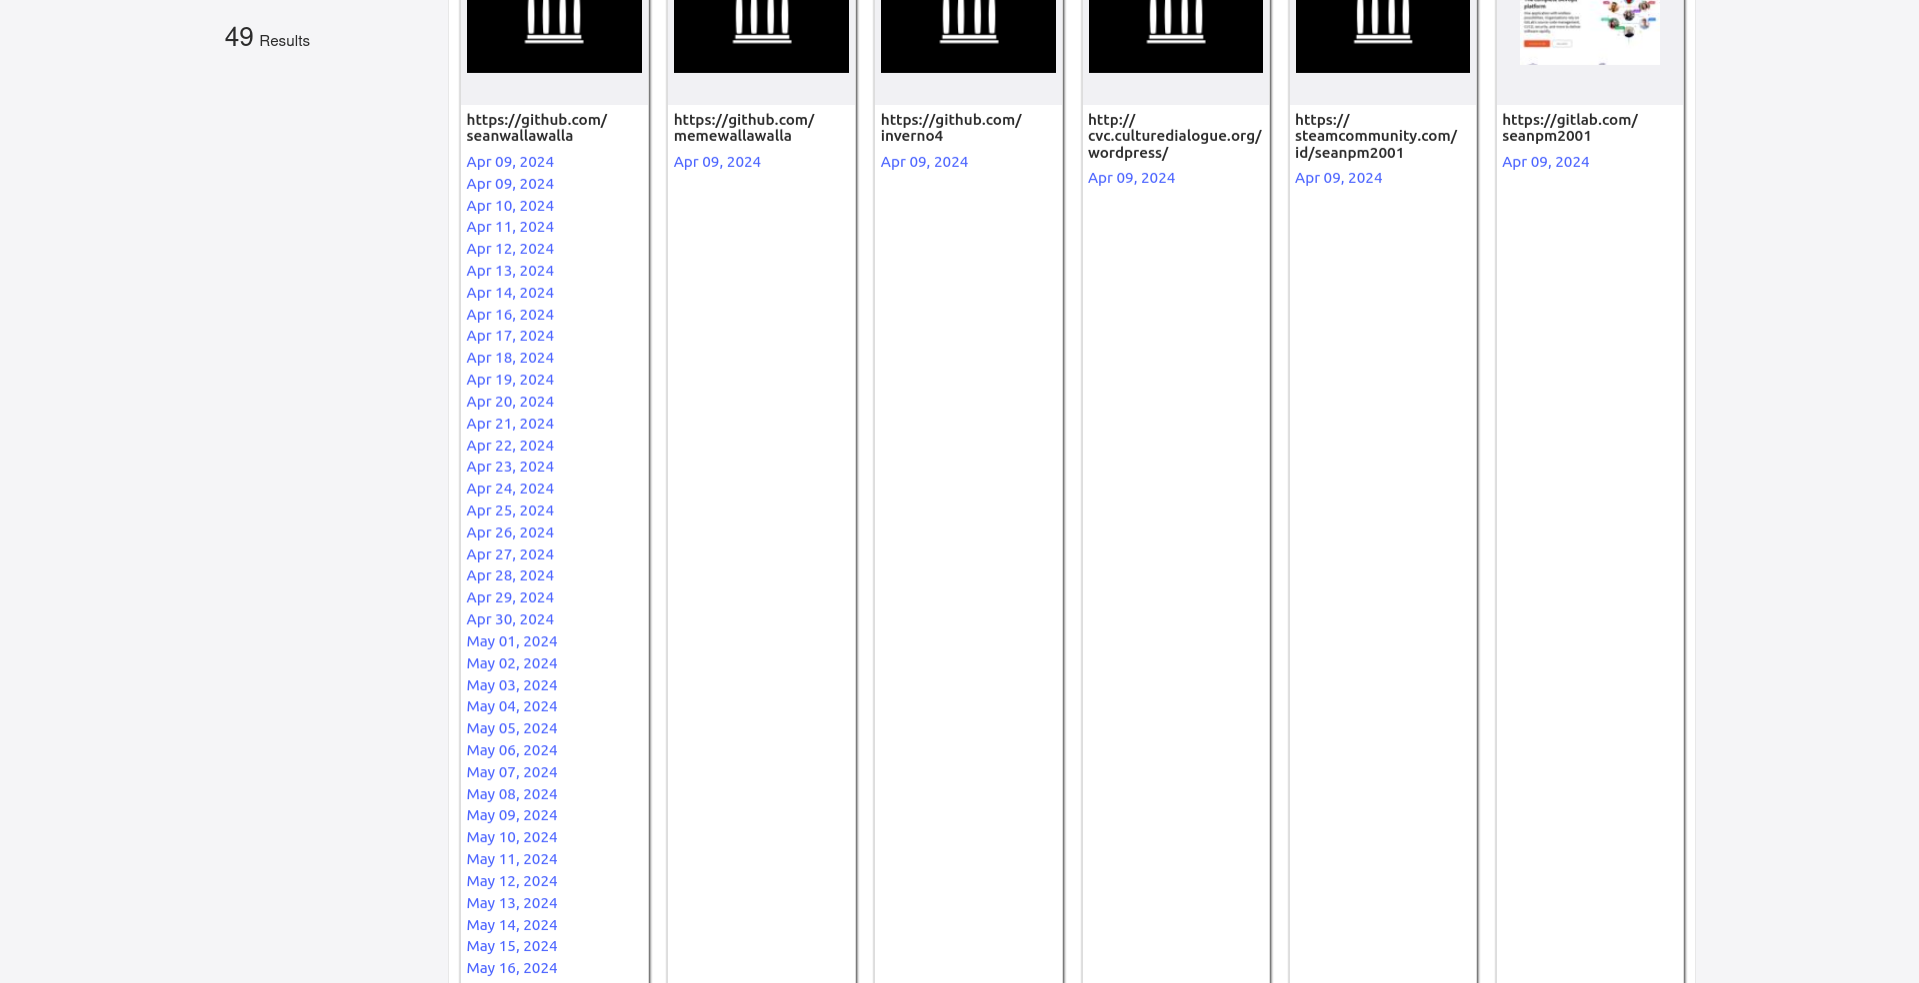 49 Results
https://github.com/
seanwallawalla
Apr 09, 2024
Apr 09, 2024
Apr 10, 2024
Apr 11, 2024
Apr 12, 2024
Apr 13, 2024
Apr 14, 2024
Apr 16, 2024
Apr 17, 2024
Apr 18, 2024
Apr 19, 2024
Apr 20, 2024
Apr 21, 2024
Apr 22, 2024
Apr 23, 2024
Apr 24, 2024
Apr 25, 2024
Apr 26, 2024
Apr 27, 2024
Apr 28, 2024
Apr 29, 2024
Apr 30, 2024
May 01, 2024
May 02, 2024
May 03, 2024
May 04, 2024
May 05, 2024
May 06, 2024
May 07, 2024
May 08, 2024
May 09, 2024
May 10, 2024
May 11, 2024
May 12, 2024
May 13, 2024
May 14, 2024
May 15, 2024
May 16, 2024
https://github.com/
memewallawalla
Apr 09, 2024
https://github.com/
inverno4
Apr 09, 2024
http://
cvc.culturedialogue.org/
wordpress/
Apr 09, 2024
https://
steamcommunity.com/
id/seanpm2001
Apr 09, 2024
platform
https://gitlab.com/
seanpm2001
Apr 09, 2024